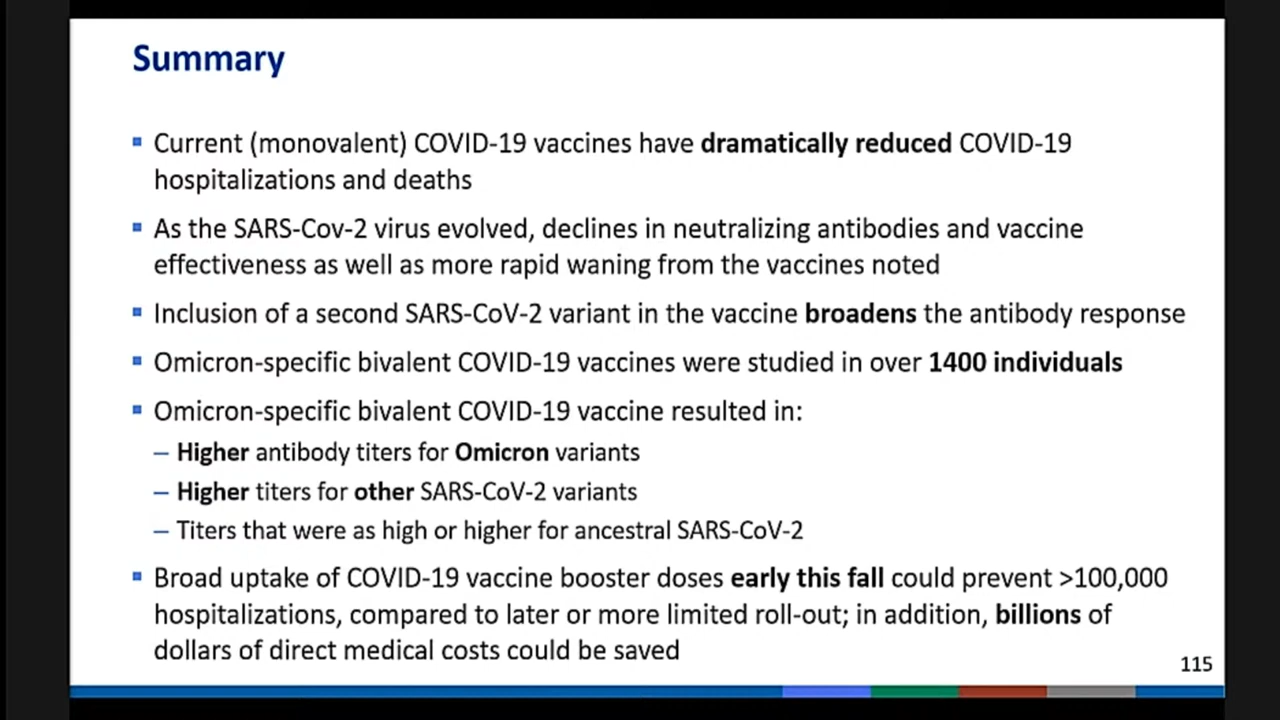 Summary
▪ Current (monovalent) COVID-19 vaccines have dramatically reduced COVID-19
hospitalizations and deaths
▪ As the SARS-Cov-2 virus evolved, declines in neutralizing antibodies and vaccine
effectiveness as well as more rapid waning from the vaccines noted
▪ Inclusion of a second SARS-CoV-2 variant in the vaccine broadens the antibody response
▪ Omicron-specific bivalent COVID-19 vaccines were studied in over 1400 individuals
▪ Omicron-specific bivalent COVID-19 vaccine resulted in:
– Higher antibody titers for Omicron variants
– Higher titers for other SARS-CoV-2 variants
– Titers that were as high or higher for ancestral SARS-CoV-2
▪ Broad uptake of COVID-19 vaccine booster doses early this fall could prevent >100,000
hospitalizations, compared to later or more limited roll-out; in addition, billions of
dollars of direct medical costs could be saved
115